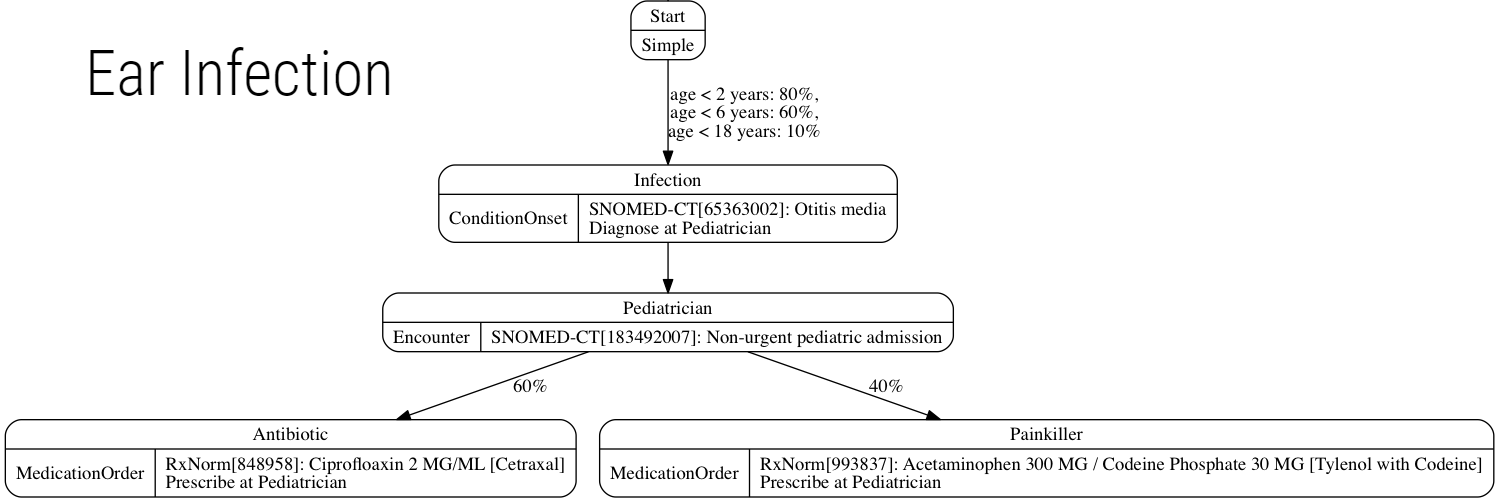 Start
Simple
Ear Infection
age < 2 years: 80%,
age < 6 years: 60%,
age < 18 years: 10%
Infection
ConditionOnset
SNOMED-CT[65363002]: Otitis media
Diagnose at Pediatrician
Pediatrician
Encounter
SNOMED-CT[183492007]: Non-urgent pediatric admission
60%
40%
Antibiotic
MedicationOrder
RxNorm[848958]: Ciprofloaxin 2 MG/ML [Cetraxal]
Prescribe at Pediatrician
Painkiller
MedicationOrder
RxNorm[993837]: Acetaminophen 300 MG / Codeine Phosphate 30 MG [Tylenol with Codeine]
Prescribe at Pediatrician